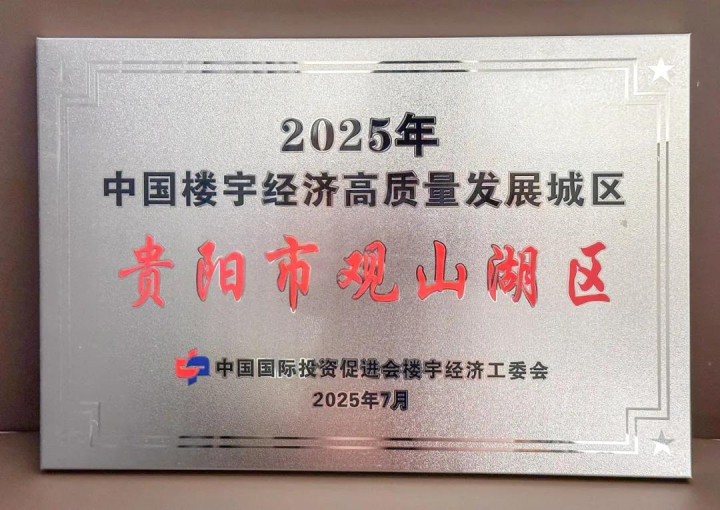 2025年
中国楼宇经济高质量发展城区
贵阳市观山湖区
中国国际投资促进会楼宇经济工委会
2025年7月